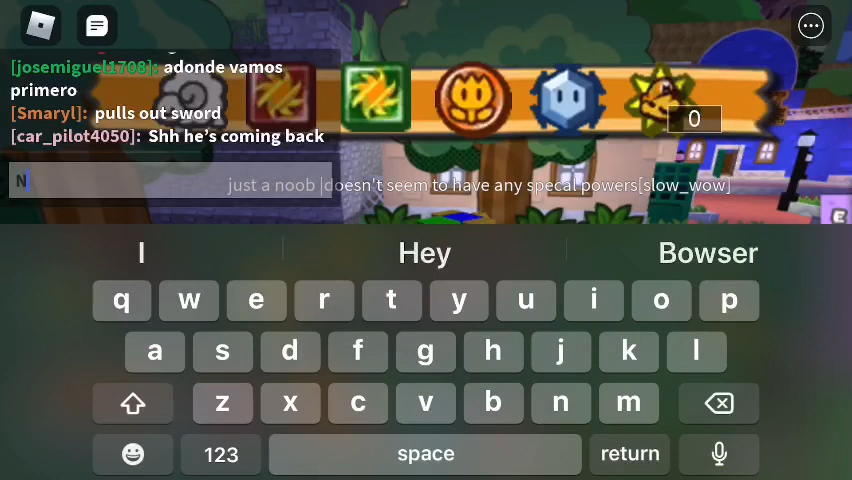 [josemiguel1708]: adonde vamos
primero
[Smaryl]: pulls out sword
[car_pilot4050]: Shh he's coming back
0
N
just a noob |doesn't seem to have any specal powers[slow_wow]
E
I Hey Bowser
q w e r t y u i o p
a s d f g h j k l
z x c v b n m
123 space return